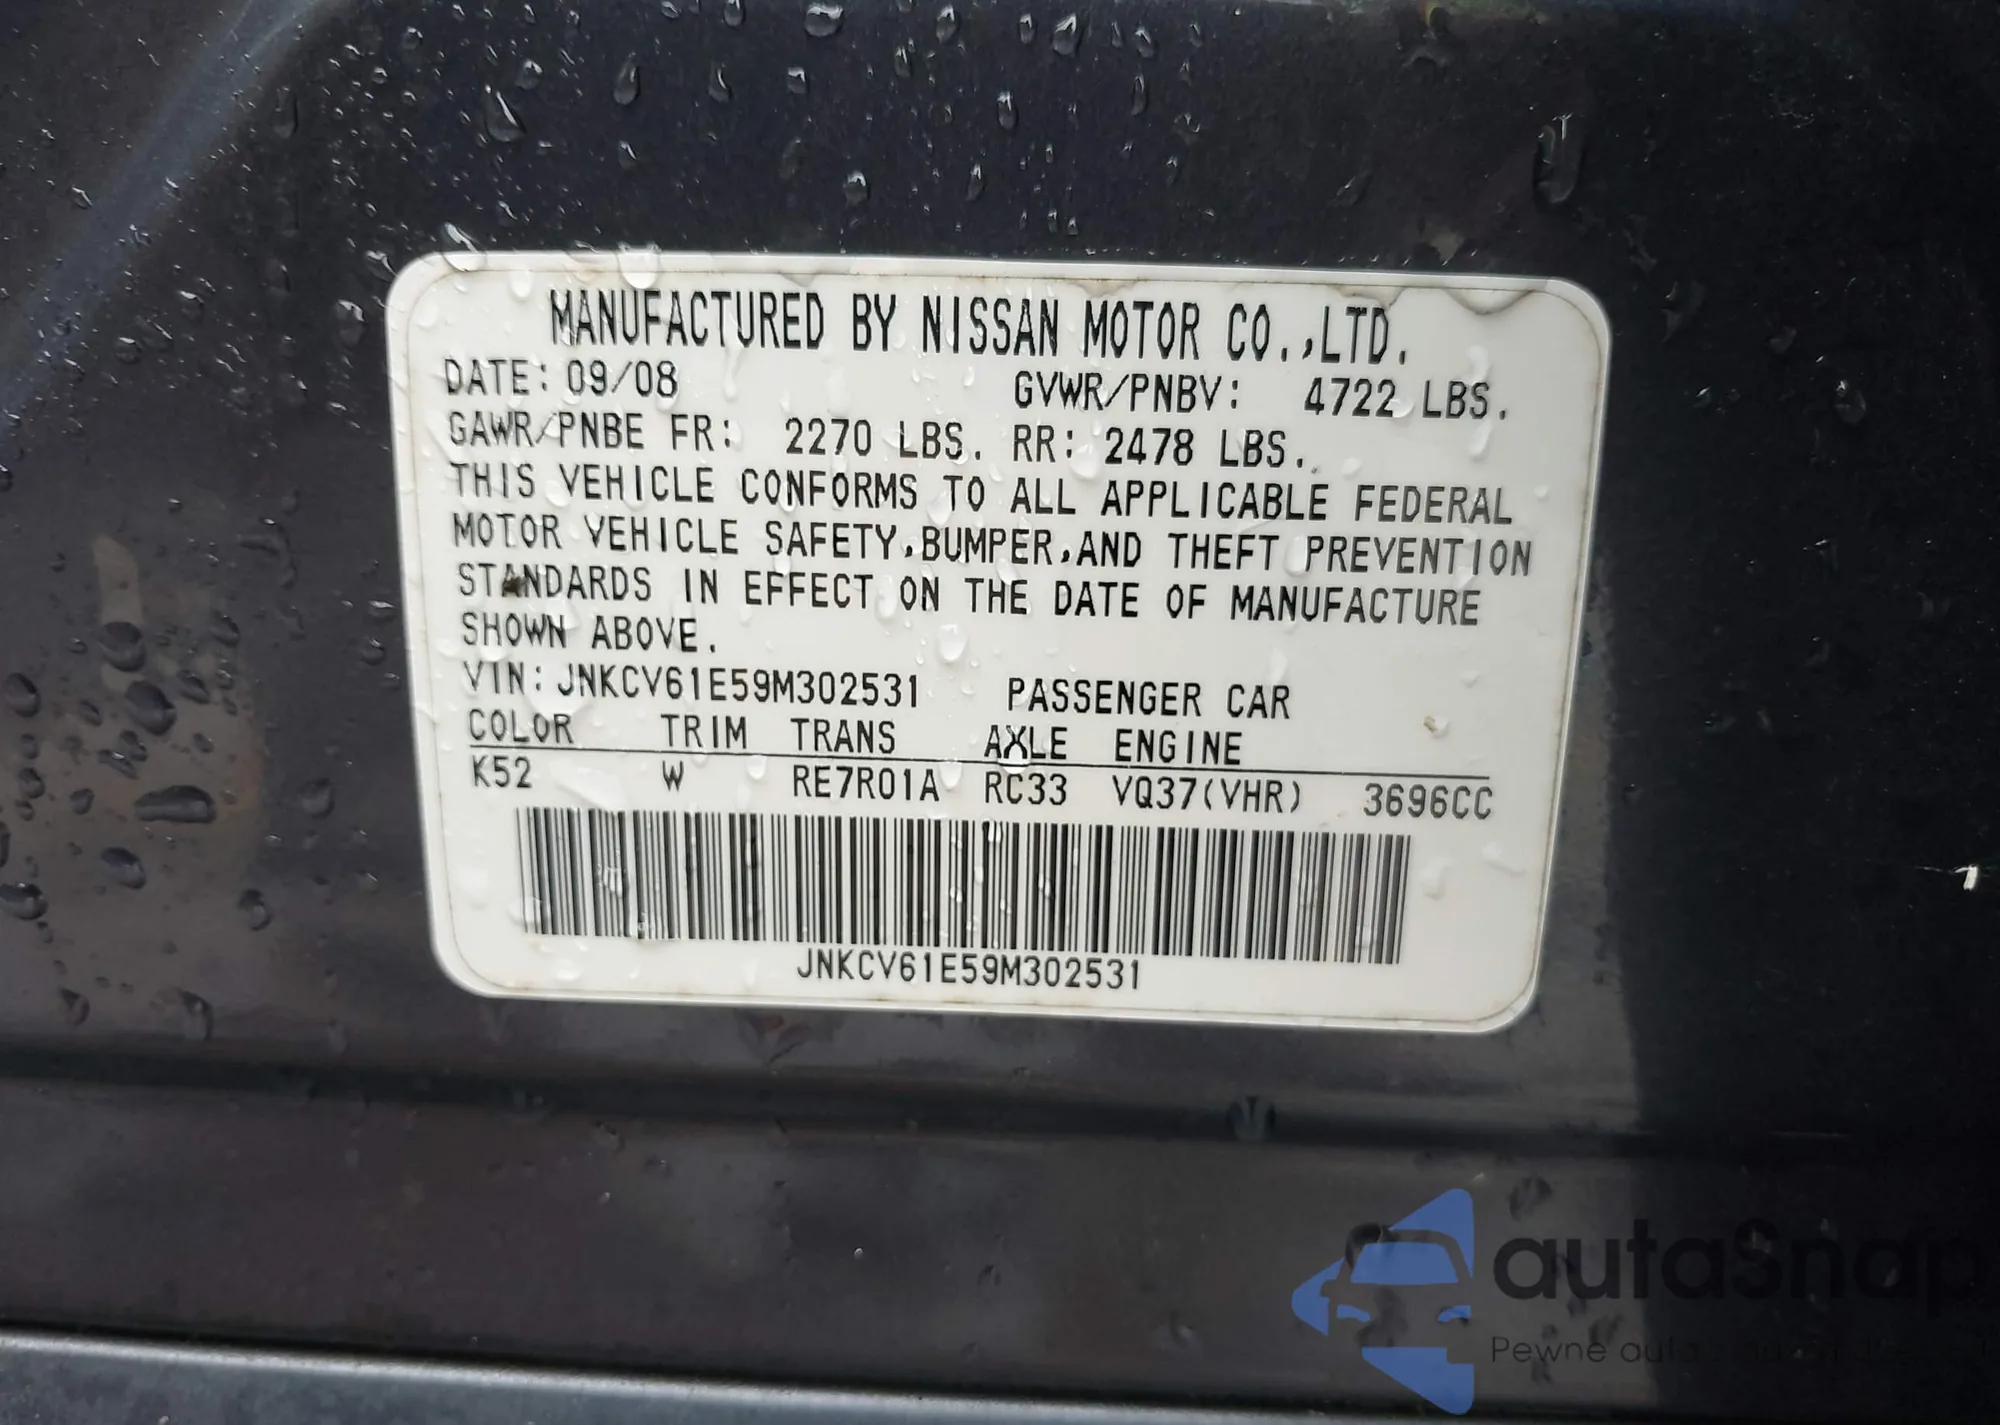 MANUFACTURED BY NISSAN MOTOR CO.,LTD.
DATE: 09/08 GVWR/PNBV: 4722 LBS.
GAWR/PNBE FR: 2270 LBS. RR: 2478 LBS.
THIS VEHICLE CONFORMS TO ALL APPLICABLE FEDERAL
MOTOR VEHICLE SAFETY,BUMPER,AND THEFT PREVENTION
STANDARDS IN EFFECT ON THE DATE OF MANUFACTURE
SHOWN ABOVE.
VIN: JNKCV61E59M302531 PASSENGER CAR
COLOR TRIM TRANS AXLE ENGINE
K52 W RE7R01A RC33 VQ37(VHR) 3696CC
JNKCV61E59M302531
autaSnap
Pewne auta